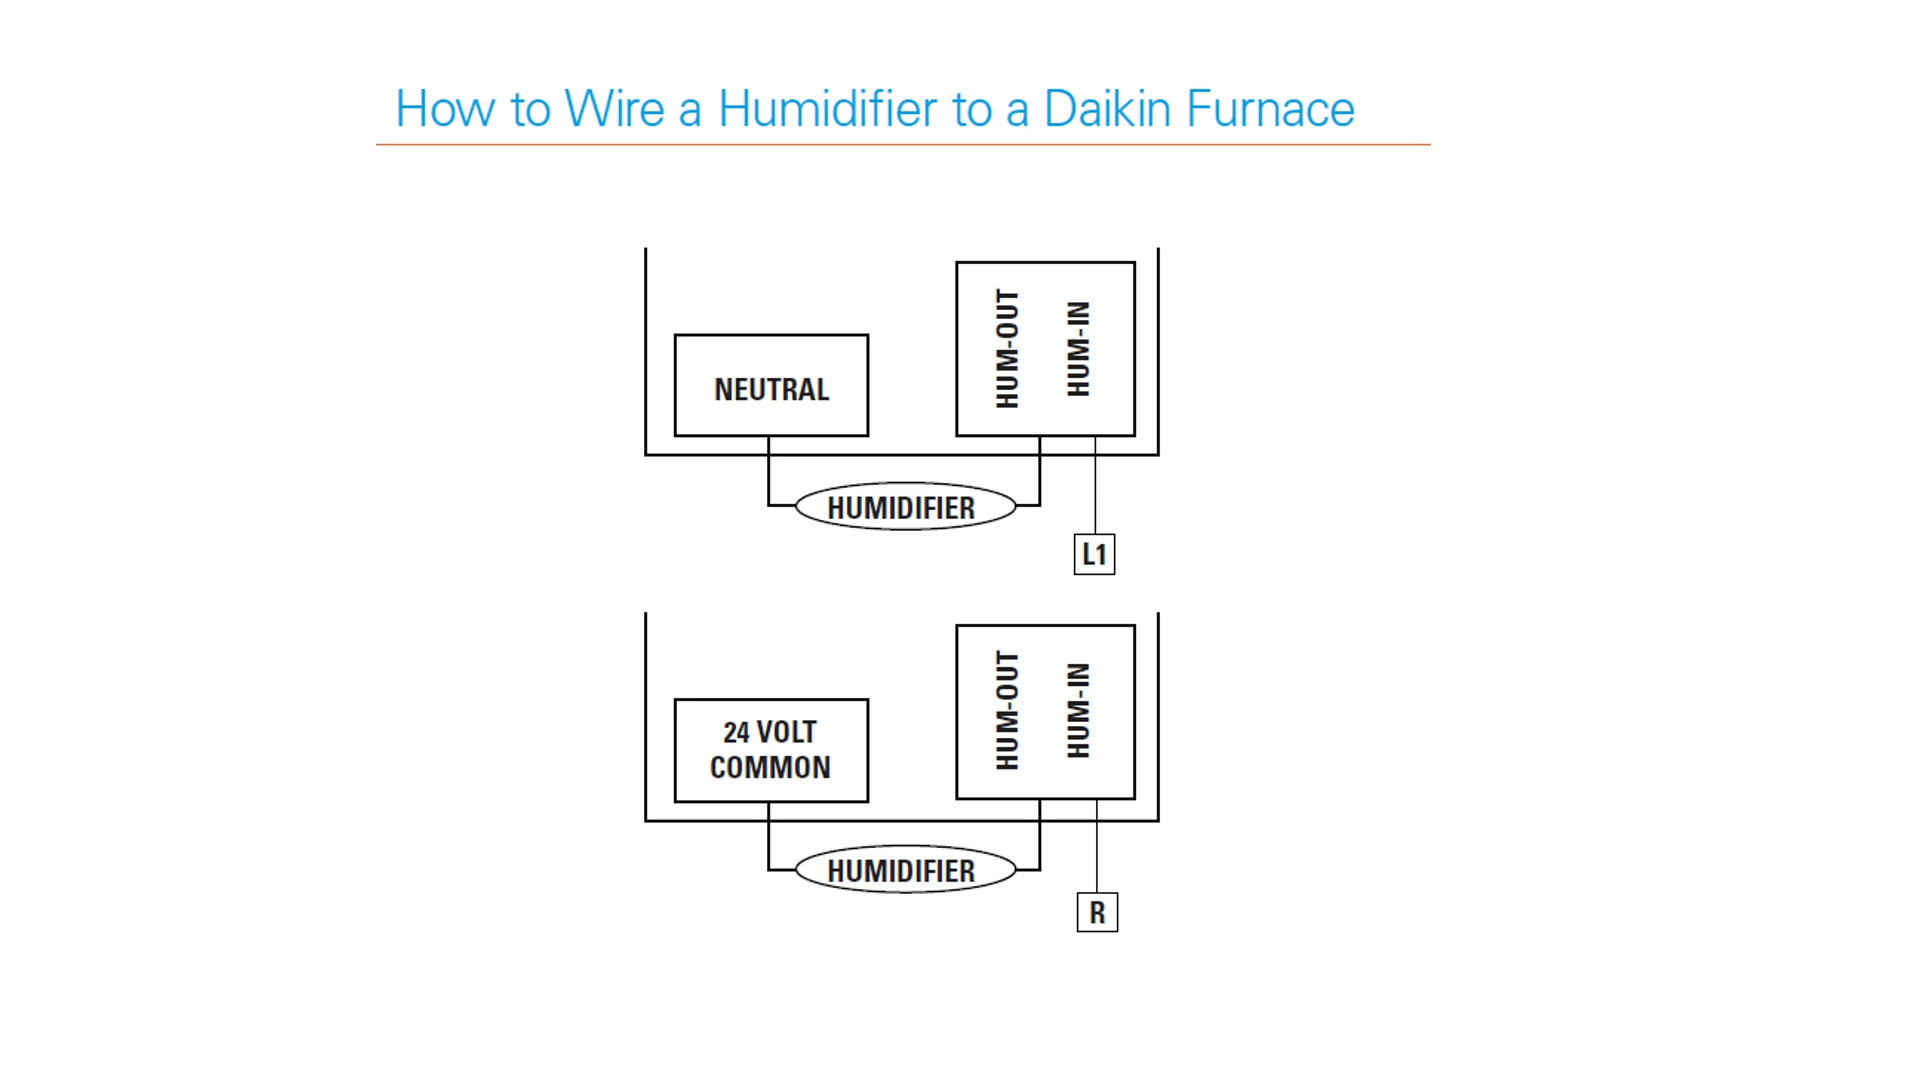 How to Wire a Humidifier to a Daikin Furnace
NEUTRAL
HUM-OUT
HUM-IN
HUMIDIFIER
L1
24 VOLT
COMMON
HUM-OUT
HUM-IN
HUMIDIFIER
R